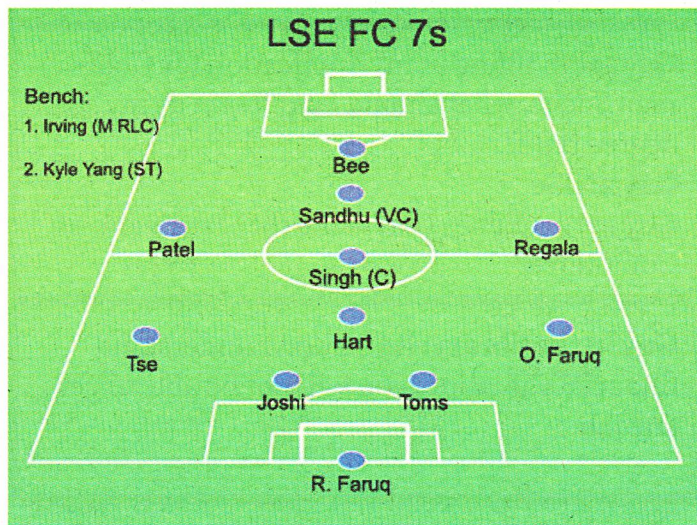 LSE FC 7s
Bench:
1. Irving (M RLC)
2. Kyle Yang (ST)
Bee
Sandhu (VC)
Patel
Regala
Singh (C)
Hart
Tse
O. Faruq
Joshi
Toms
R. Faruq